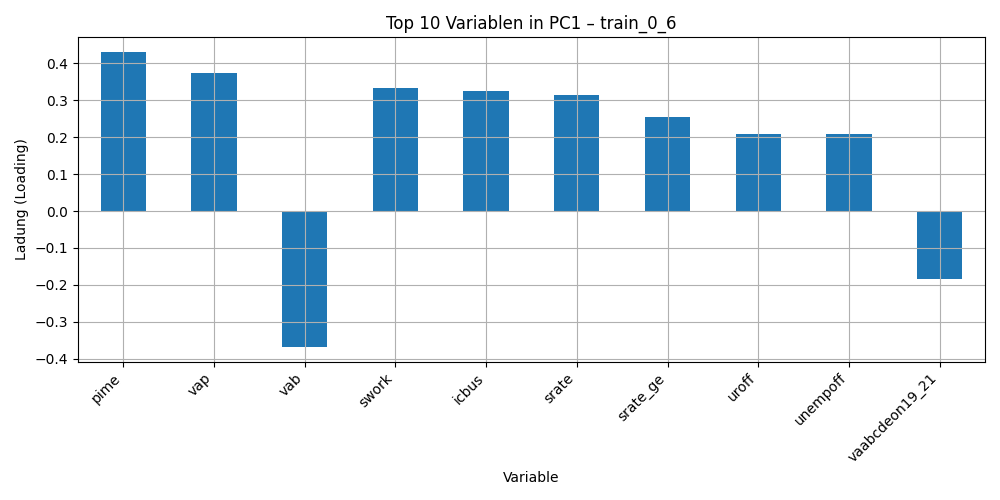 Top 10 Variablen in PC1 – train_0_6
Ladung (Loading)
0.4
0.3
0.2
0.1
0.0
−0.1
−0.2
−0.3
−0.4
pime
vap
vab
swork
icbus
srate
srate_ge
uroff
unempoff
vaabcdeon19_21
Variable